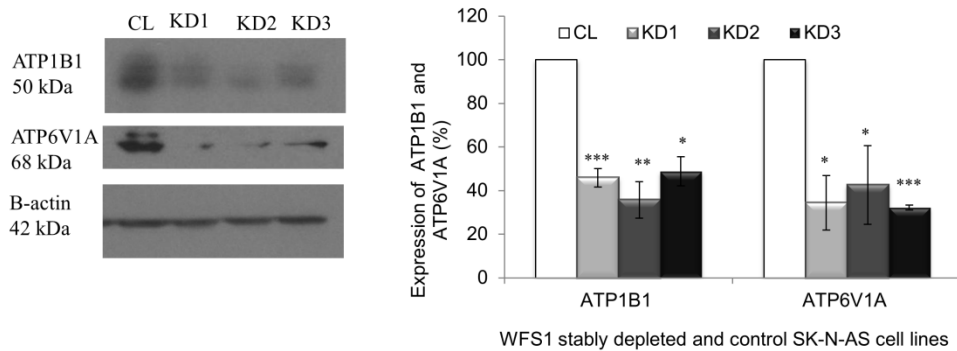 CL KD1 KD2 KD3
ATP1B1
50 kDa
ATP6V1A
68 kDa
B-actin
42 kDa
Expression of ATP1B1 and
ATP6V1A (%)
CL KD1 KD2 KD3
120
100
80
60
40
20
0
*** ** *
* * ***
ATP1B1 ATP6V1A
WFS1 stably depleted and control SK-N-AS cell lines